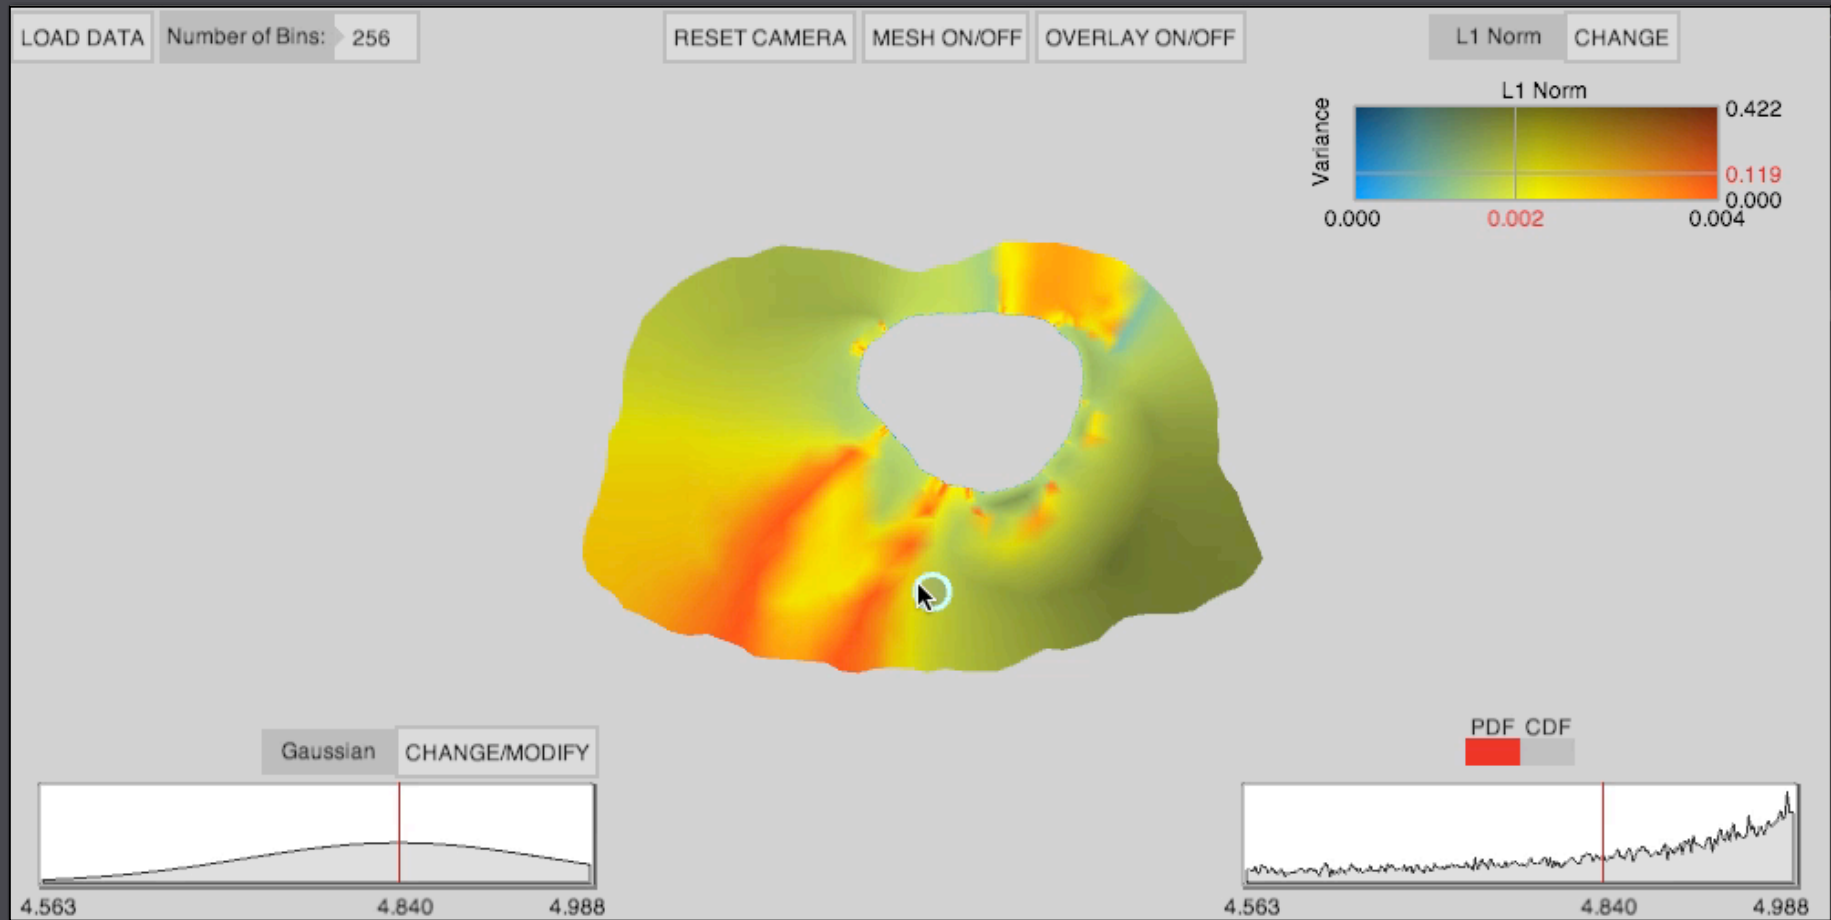 LOAD DATA
Number of Bins: 256
RESET CAMERA
MESH ON/OFF
OVERLAY ON/OFF
L1 Norm
CHANGE
L1 Norm
Variance
0.422
0.119
0.000
0.000
0.002
0.004
Gaussian
CHANGE/MODIFY
PDF CDF
4.563
4.840
4.988
4.563
4.840
4.988